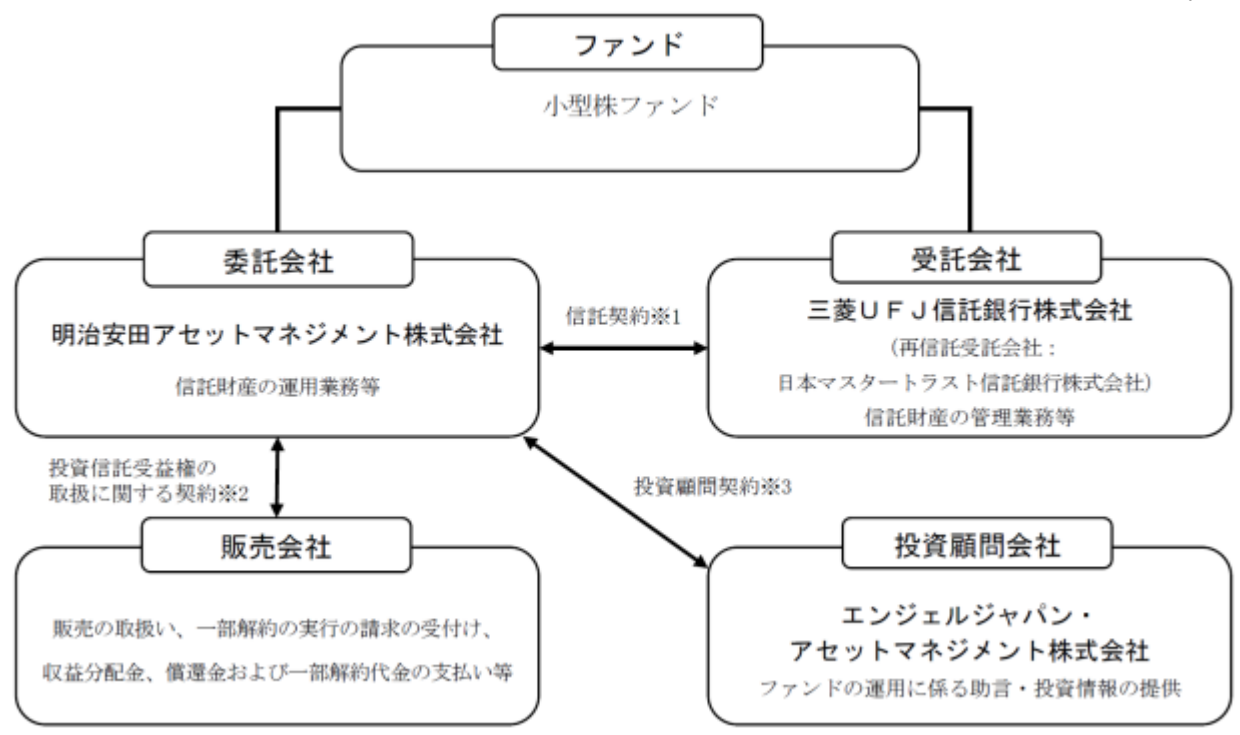 ファンド
小型株ファンド
委託会社
明治安田アセットマネジメント株式会社
信託財産の運用業務等
信託契約※1
受託会社
三菱UFJ信託銀行株式会社
(再信託受託会社:
日本マスタートラスト信託銀行株式会社)
信託財産の管理業務等
投資信託受益権の
取扱に関する契約※2
投資顧問契約※3
販売会社
販売の取扱い、一部解約の実行の請求の受付け、
収益分配金、償還金および一部解約代金の支払い等
投資顧問会社
エンジェルジャパン・
アセットマネジメント株式会社
ファンドの運用に係る助言・投資情報の提供